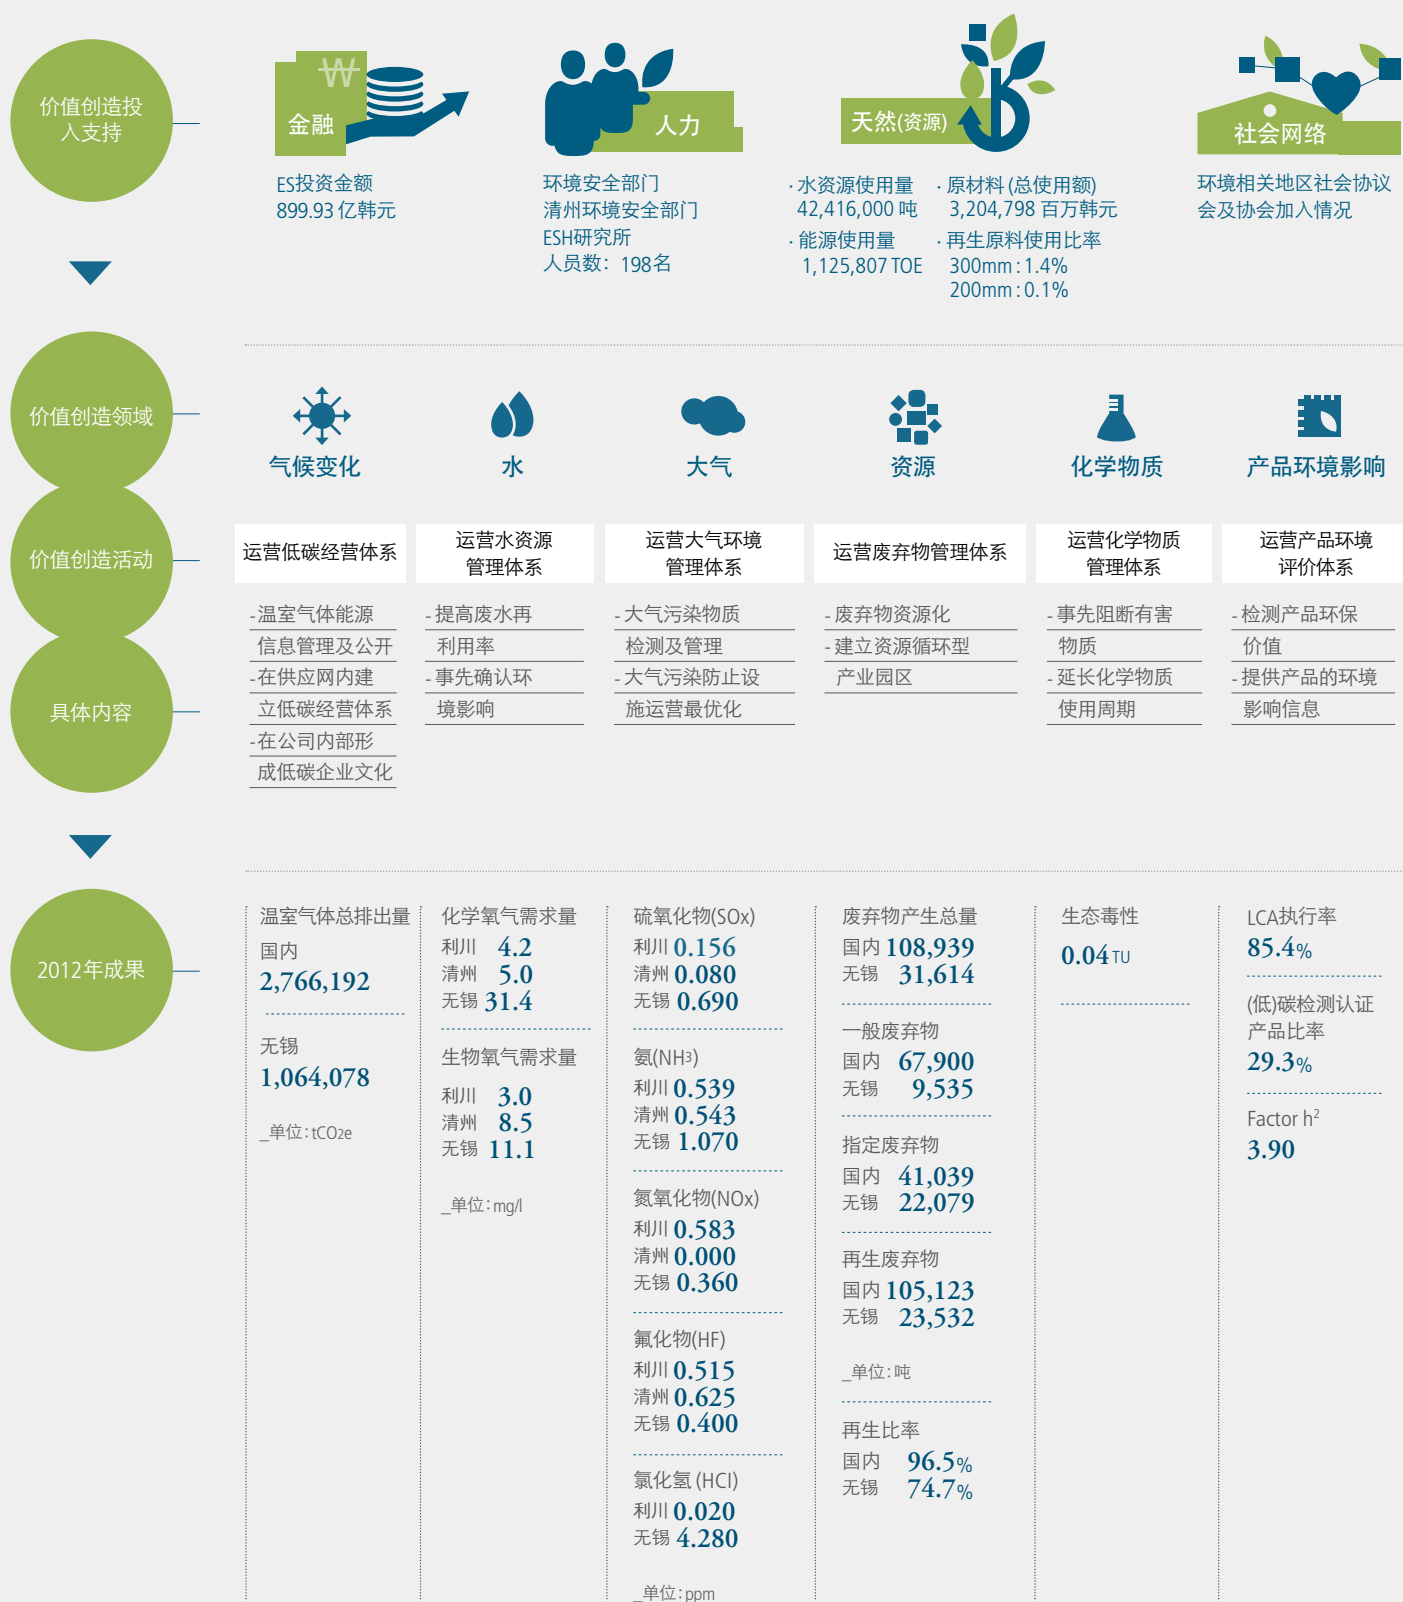 价值创造投
入支持
₩
金融
ES投资金额
899.93 亿韩元
人力
环境安全部门
清州环境安全部门
ESH研究所
人员数：198名
天然(资源)
· 水资源使用量
42,416,000 吨
· 能源使用量
1,125,807 TOE
· 原材料 (总使用额)
3,204,798 百万韩元
· 再生原料使用比率
300mm : 1.4%
200mm : 0.1%
社会网络
环境相关地区社会协议
会及协会加入情况
价值创造领域
气候变化
水
大气
资源
化学物质
产品环境影响
价值创造活动
运营低碳经营体系
运营水资源
管理体系
运营大气环境
管理体系
运营废弃物管理体系
运营化学物质
管理体系
运营产品环境
评价体系
具体内容
- 温室气体能源
信息管理及公开
- 在供应网内建
立低碳经营体系
- 在公司内部形
成低碳企业文化
- 提高废水再
利用率
- 事先确认环
境影响
- 大气污染物质
检测及管理
- 大气污染防止设
施运营最优化
- 废弃物资源化
- 建立资源循环型
产业园区
- 事先阻断有害
物质
- 延长化学物质
使用周期
- 检测产品环保
价值
- 提供产品的环境
影响信息
2012年成果
温室气体总排出量
国内
2,766,192
无锡
1,064,078
_单位：tCO2e
化学氧气需求量
利川 4.2
清州 5.0
无锡 31.4
生物氧气需求量
利川 3.0
清州 8.5
无锡 11.1
_单位：mg/l
硫氧化物(SOx)
利川 0.156
清州 0.080
无锡 0.690
氨(NH3)
利川 0.539
清州 0.543
无锡 1.070
氮氧化物(NOx)
利川 0.583
清州 0.000
无锡 0.360
氟化物(HF)
利川 0.515
清州 0.625
无锡 0.400
氯化氢 (HCl)
利川 0.020
无锡 4.280
_单位：ppm
废弃物产生总量
国内 108,939
无锡 31,614
一般废弃物
国内 67,900
无锡 9,535
指定废弃物
国内 41,039
无锡 22,079
再生废弃物
国内 105,123
无锡 23,532
_单位：吨
再生比率
国内 96.5%
无锡 74.7%
生态毒性
0.04 TU
LCA执行率
85.4%
(低)碳检测认证
产品比率
29.3%
Factor h²
3.90